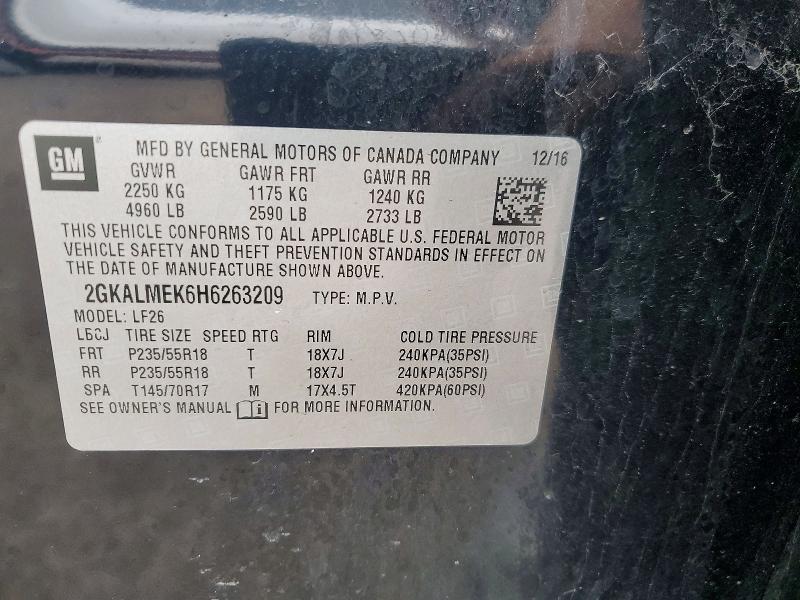 GM ® MFD BY GENERAL MOTORS OF CANADA COMPANY 12/16
GVWR GAWR FRT GAWR RR
2250 KG 1175 KG 1240 KG
4960 LB 2590 LB 2733 LB
THIS VEHICLE CONFORMS TO ALL APPLICABLE U.S. FEDERAL MOTOR
VEHICLE SAFETY AND THEFT PREVENTION STANDARDS IN EFFECT ON
THE DATE OF MANUFACTURE SHOWN ABOVE.
2GKALMEK6H6263209 TYPE: M.P.V.
MODEL: LF26
L6CJ TIRE SIZE SPEED RTG RIM COLD TIRE PRESSURE
FRT P235/55R18 T 18X7J 240KPA(35PSI)
RR P235/55R18 T 18X7J 240KPA(35PSI)
SPA T145/70R17 M 17X4.5T 420KPA(60PSI)
SEE OWNER'S MANUAL FOR MORE INFORMATION.